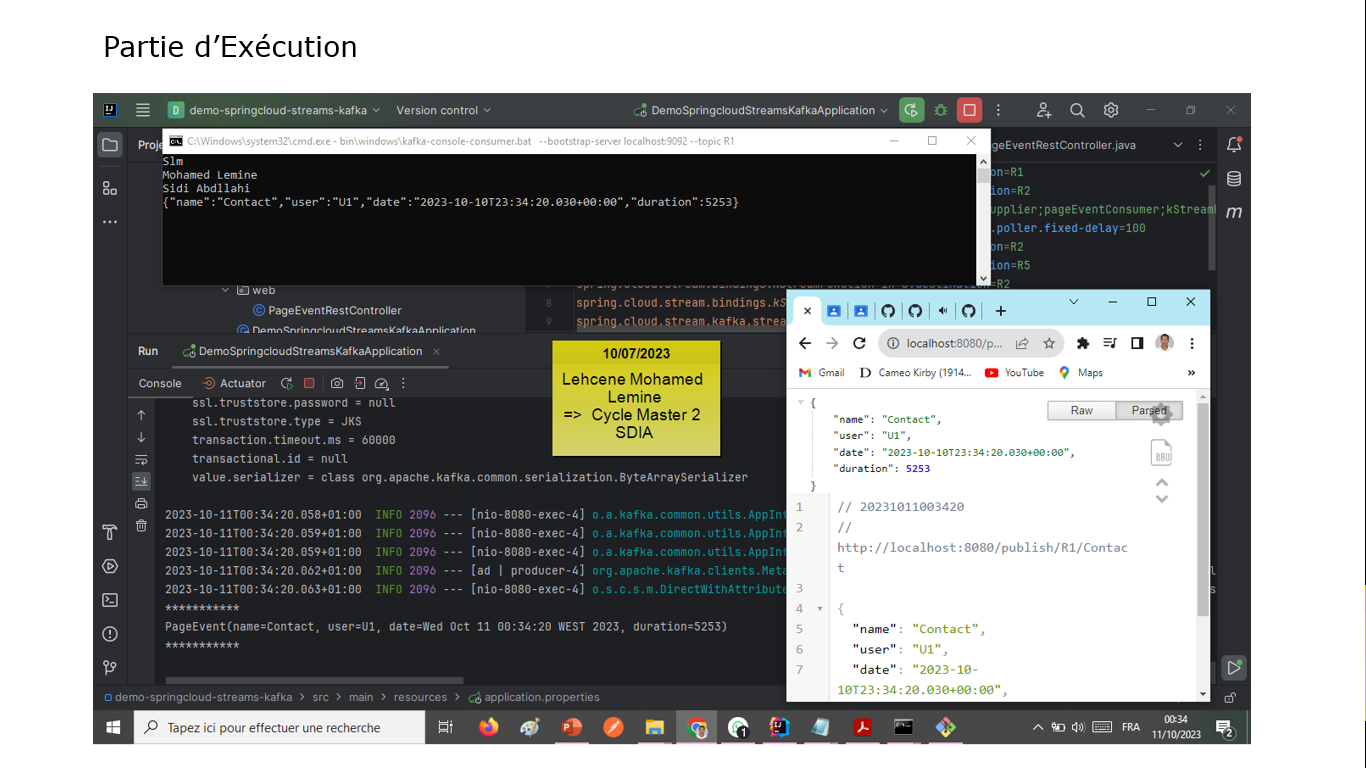 Partie d'Exécution
demo-springcloud-streams-kafka
Version control
DemoSpringcloudStreamsKafkaApplication
C:\Windows\system32\cmd.exe - bin\windows\kafka-console-consumer.bat --bootstrap-server localhost:9092 --topic R1
Slm
Mohamed Lemine
Sidi Abdllahi
{"name":"Contact","user":"U1","date":"2023-10-10T23:34:20.030+00:00","duration":5253}
Proje
geEventRestController.java
on=R1
ion=R2
upplier;pageEventConsumer;kStream
.poller.fixed-delay=100
on=R2
ion=R5
=R2
web
PageEventRestController
DemoSpringcloudStreamsKafkaApplication
8 spring.cloud.stream.bindings.kS
9 spring.cloud.stream.kafka.strea
Run
DemoSpringcloudStreamsKafkaApplication
Console
Actuator
ssl.truststore.password = null
ssl.truststore.type = JKS
transaction.timeout.ms = 60000
transactional.id = null
value.serializer = class org.apache.kafka.common.serialization.ByteArraySerializer
2023-10-11T00:34:20.058+01:00 INFO 2096 --- [nio-8080-exec-4] o.a.kafka.common.utils.AppInf
2023-10-11T00:34:20.059+01:00 INFO 2096 --- [nio-8080-exec-4] o.a.kafka.common.utils.AppInf
2023-10-11T00:34:20.059+01:00 INFO 2096 --- [nio-8080-exec-4] o.a.kafka.common.utils.AppInf
2023-10-11T00:34:20.062+01:00 INFO 2096 --- [ad | producer-4] org.apache.kafka.clients.Meta
2023-10-11T00:34:20.063+01:00 INFO 2096 --- [nio-8080-exec-4] o.s.c.s.m.DirectWithAttribute
***********
PageEvent(name=Contact, user=U1, date=Wed Oct 11 00:34:20 WEST 2023, duration=5253)
***********
10/07/2023
Lehcene Mohamed
Lemine
=> Cycle Master 2
SDIA
localhost:8080/p...
Gmail
Cameo Kirby (1914...
YouTube
Maps
»
Raw
Parsed
{
"name": "Contact",
"user": "U1",
"date": "2023-10-10T23:34:20.030+00:00",
"duration": 5253
}
RAW
1 // 20231011003420
2 //
http://localhost:8080/publish/R1/Contac
t
3
4 {
5 "name": "Contact",
6 "user": "U1",
7 "date": "2023-10-
10T23:34:20.030+00:00",
demo-springcloud-streams-kafka > src > main > resources > application.properties
Tapez ici pour effectuer une recherche
FRA
00:34
11/10/2023
2